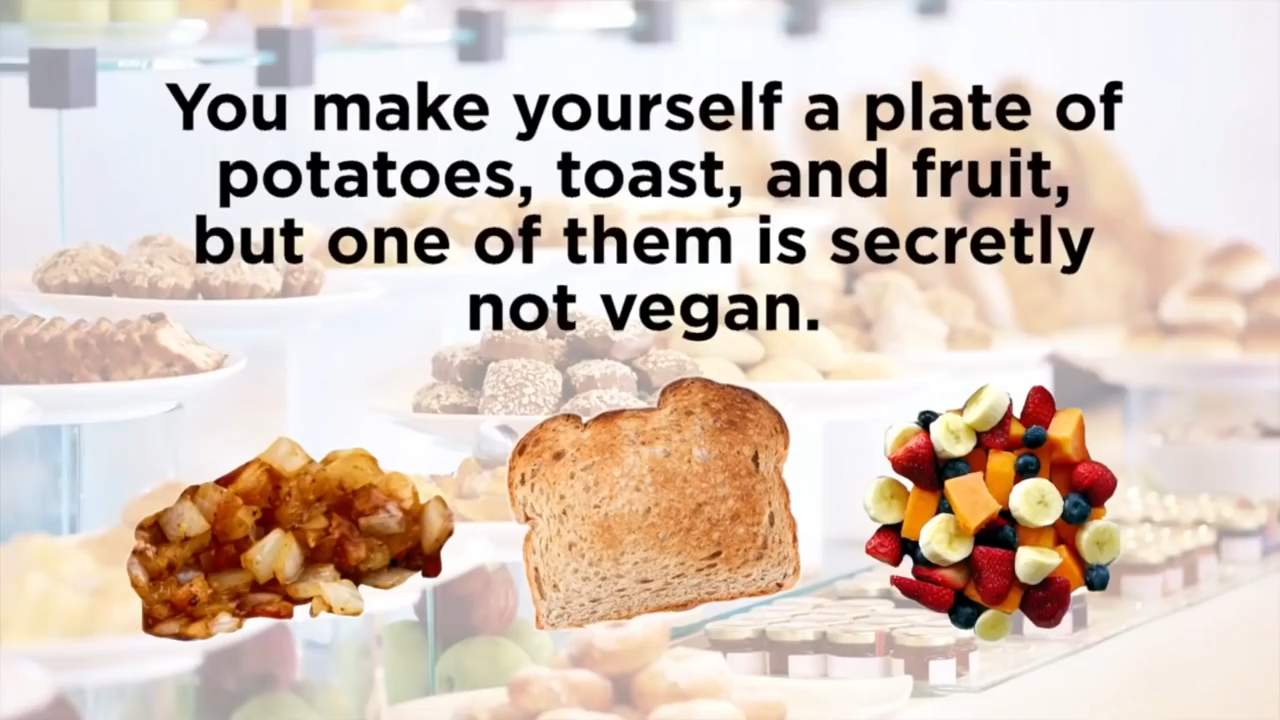 You make yourself a plate of
potatoes, toast, and fruit,
but one of them is secretly
not vegan.